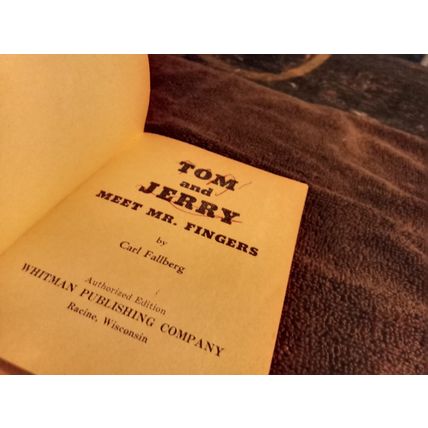 TOM
and
JERRY
MEET MR. FINGERS
by
Carl Fallberg
Authorized Edition
WHITMAN PUBLISHING COMPANY
Racine, Wisconsin